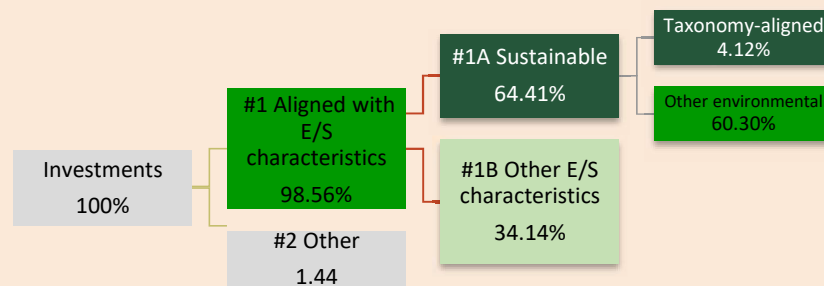 Investments
100%
#1 Aligned with
E/S
characteristics
98.56%
#2 Other
1.44
#1A Sustainable
64.41%
#1B Other E/S
characteristics
34.14%
Taxonomy-aligned
4.12%
Other environmental
60.30%